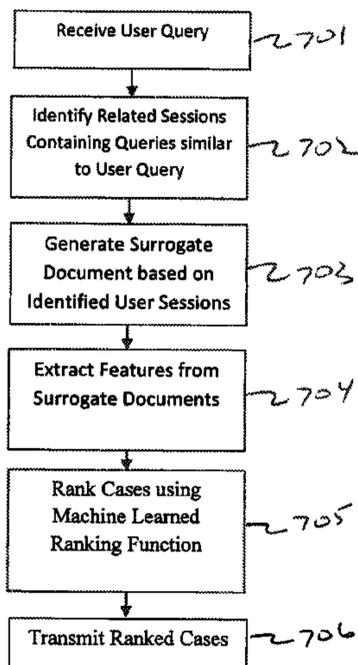 Receive User Query
2701
Identify Related Sessions
Containing Queries similar
to User Query
2702
Generate Surrogate
Document based on
Identified User Sessions
2703
Extract Features from
Surrogate Documents
2704
Rank Cases using
Machine Learned
Ranking Function
2705
Transmit Ranked Cases
2706